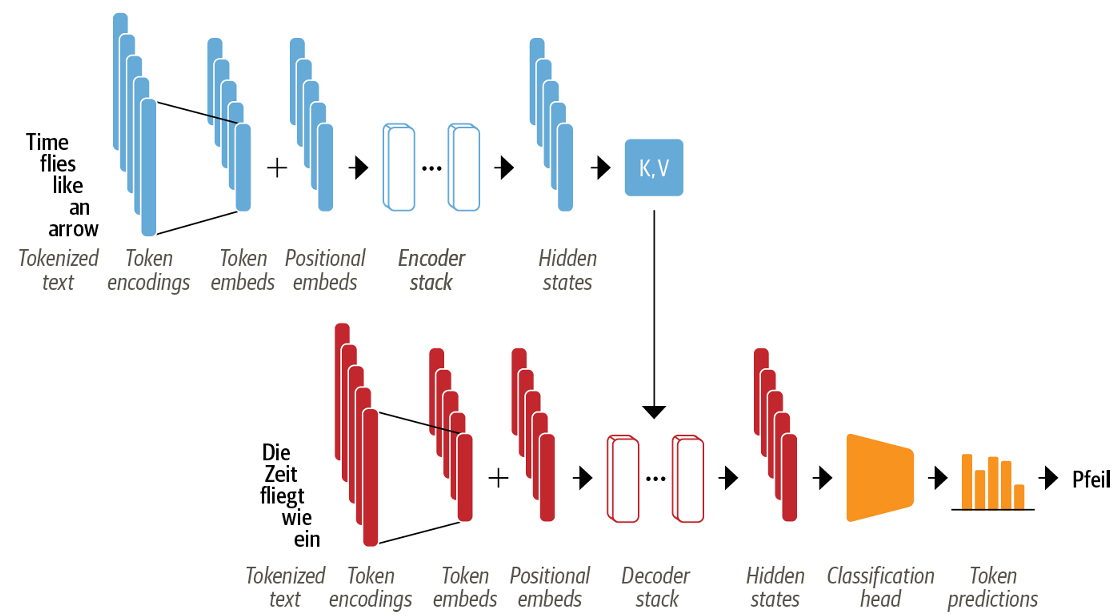 Time
flies
like
an
arrow
K, V
Tokenized text
Token encodings
Token embeds
Positional embeds
Encoder stack
Hidden states
Die
Zeit
fliegt
wie
ein
Pfeil
Tokenized text
Token encodings
Token embeds
Positional embeds
Decoder stack
Hidden states
Classification head
Token predictions